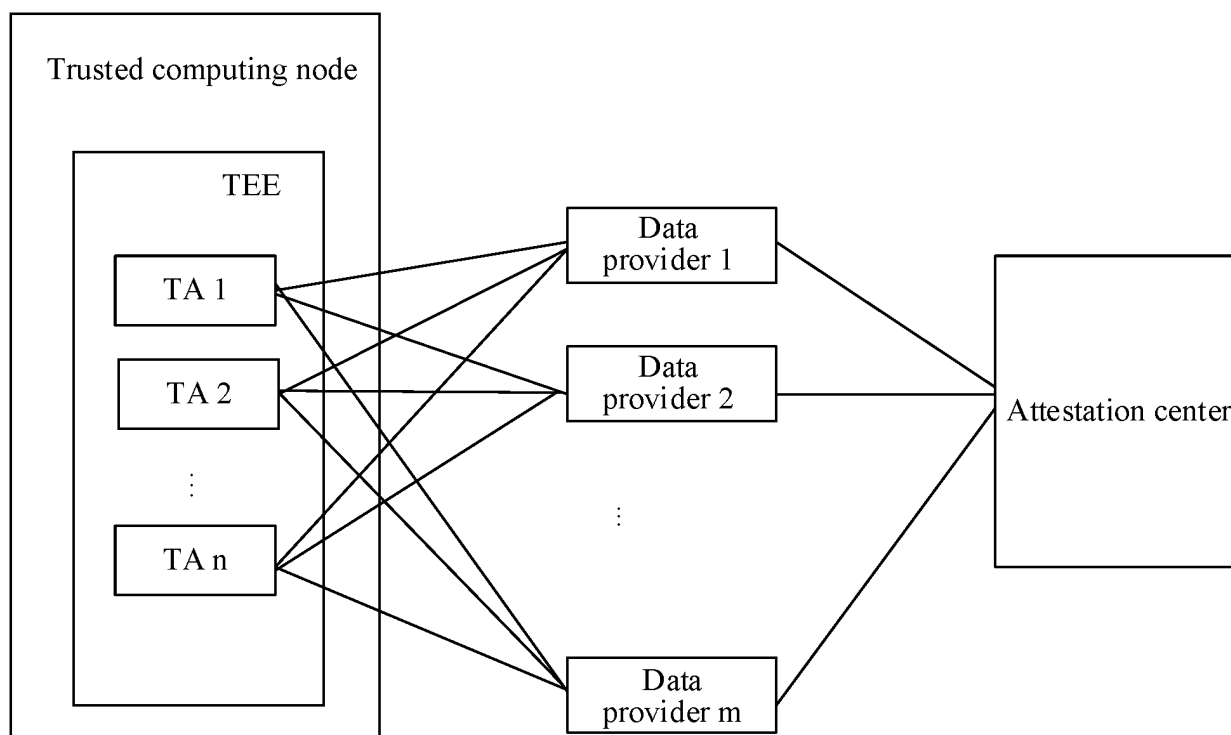 Trusted computing node
TEE
TA 1
TA 2
⋮
TA n
Data
provider 1
Data
provider 2
⋮
Data
provider m
Attestation center